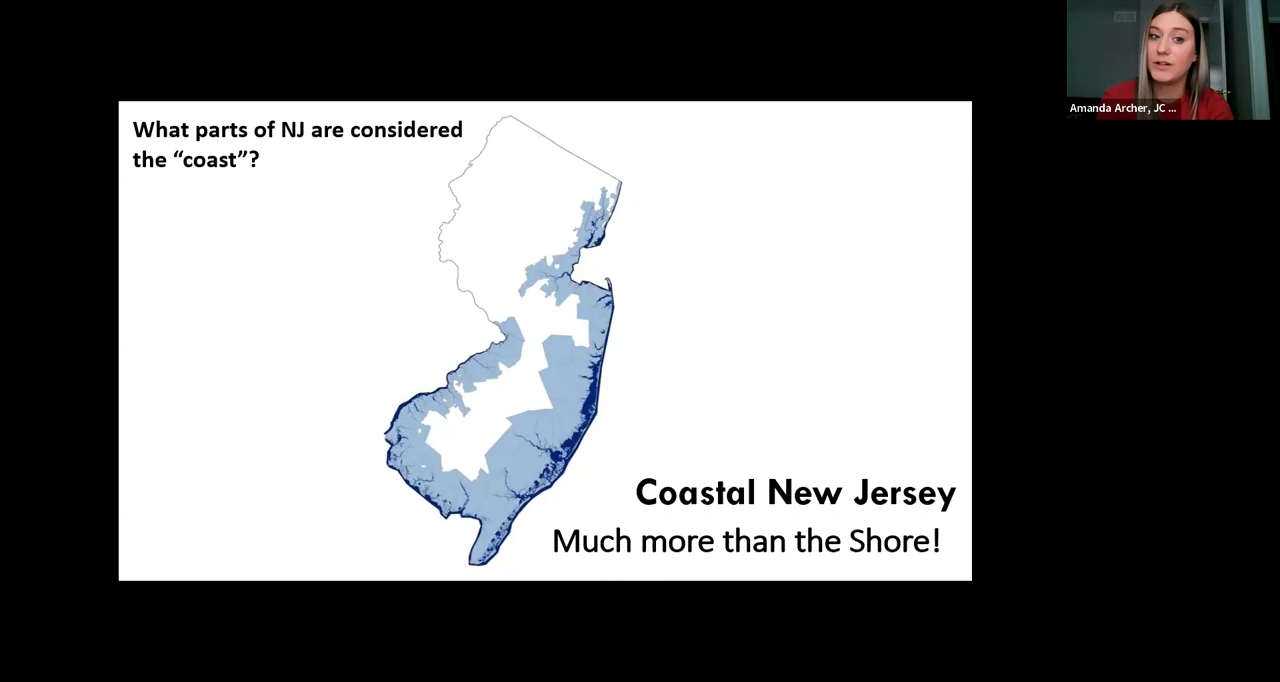 What parts of NJ are considered
the “coast”?
Coastal New Jersey
Much more than the Shore!
Amanda Archer, JC ...